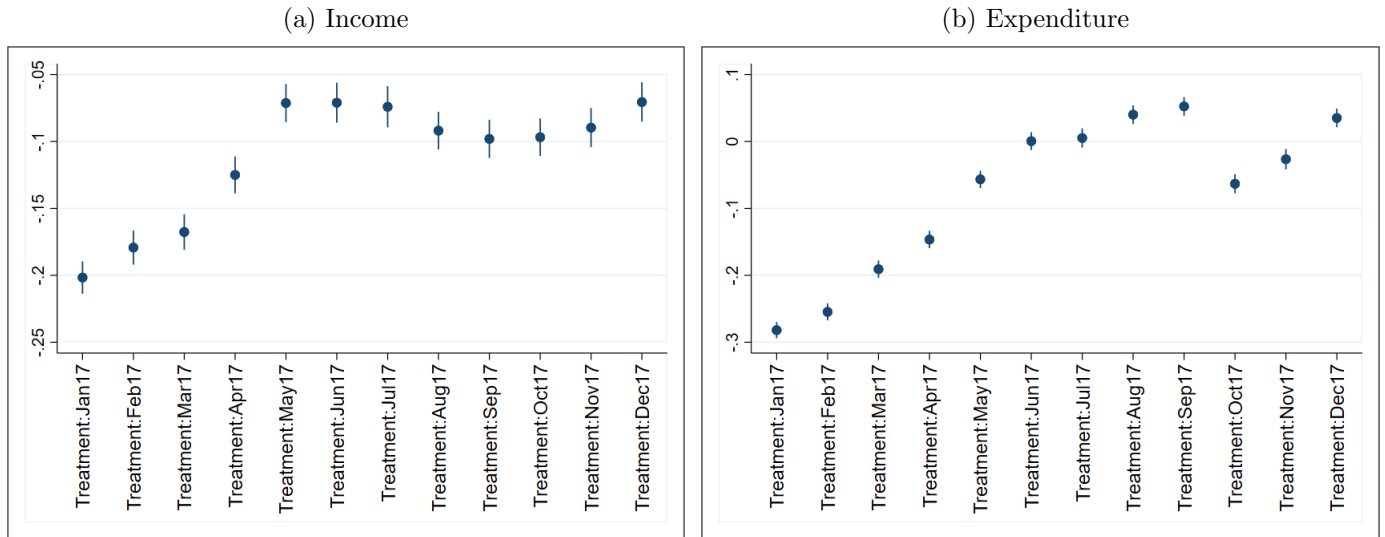 (a) Income
-.05
-.1
-.15
-.2
-.25
Treatment:Jan17
Treatment:Feb17
Treatment:Mar17
Treatment:Apr17
Treatment:May17
Treatment:Jun17
Treatment:Jul17
Treatment:Aug17
Treatment:Sep17
Treatment:Oct17
Treatment:Nov17
Treatment:Dec17
(b) Expenditure
.1
0
-.1
-.2
-.3
Treatment:Jan17
Treatment:Feb17
Treatment:Mar17
Treatment:Apr17
Treatment:May17
Treatment:Jun17
Treatment:Jul17
Treatment:Aug17
Treatment:Sep17
Treatment:Oct17
Treatment:Nov17
Treatment:Dec17